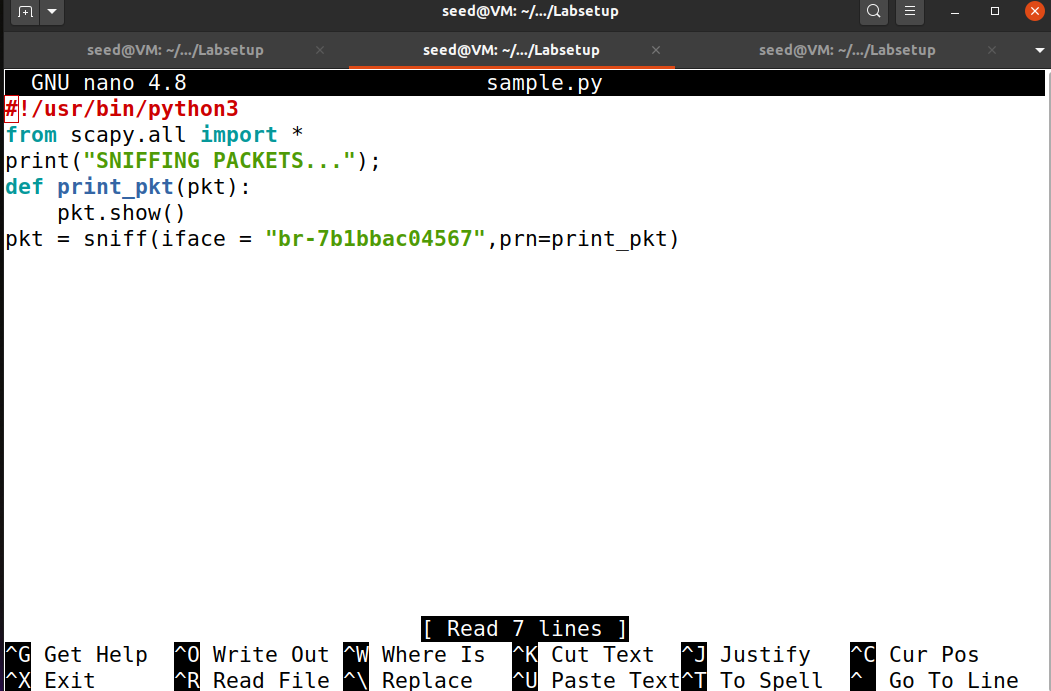 seed@VM: ~/.../Labsetup
seed@VM: ~/.../Labsetup seed@VM: ~/.../Labsetup seed@VM: ~/.../Labsetup
GNU nano 4.8 sample.py
#!/usr/bin/python3
from scapy.all import *
print("SNIFFING PACKETS...");
def print_pkt(pkt):
    pkt.show()
pkt = sniff(iface = "br-7b1bbac04567",prn=print_pkt)
[ Read 7 lines ]
^G Get Help ^O Write Out ^W Where Is ^K Cut Text ^J Justify ^C Cur Pos
^X Exit ^R Read File ^\ Replace ^U Paste Text ^T To Spell ^ Go To Line